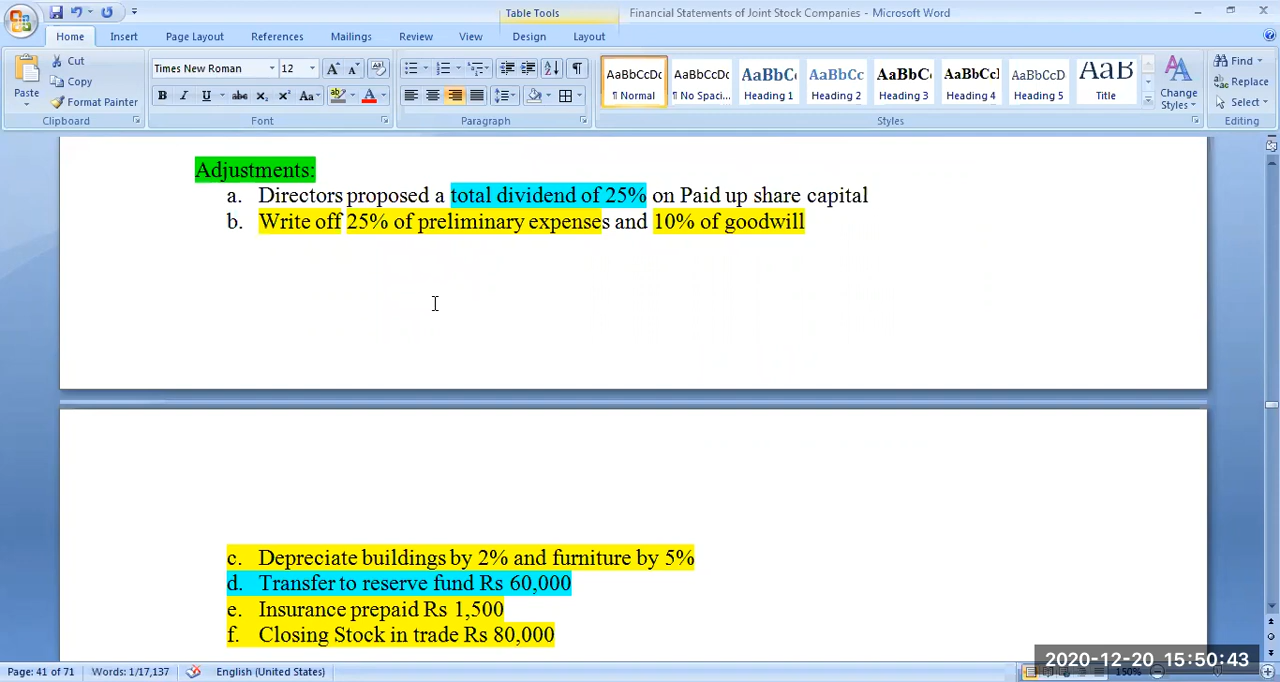 Table Tools
Financial Statements of Joint Stock Companies - Microsoft Word
Home Insert Page Layout References Mailings Review View Design Layout
Paste
Cut
Copy
Format Painter
Clipboard
Times New Roman 12
B I U abe X₂ X² Aa
Font
Paragraph
AaBbCcDc AaBbCcDc AaBbC( AaBbCc AaBbC( AaBbCcI AaBbCcD AaB
¶ Normal ¶ No Spaci... Heading 1 Heading 2 Heading 3 Heading 4 Heading 5 Title
Change Styles
Styles
Find
Replace
Select
Editing
Adjustments:
a. Directors proposed a total dividend of 25% on Paid up share capital
b. Write off 25% of preliminary expenses and 10% of goodwill
c. Depreciate buildings by 2% and furniture by 5%
d. Transfer to reserve fund Rs 60,000
e. Insurance prepaid Rs 1,500
f. Closing Stock in trade Rs 80,000
Page: 41 of 71 Words: 1/17,137 English (United States) 150%
2020-12-20 15:50:43